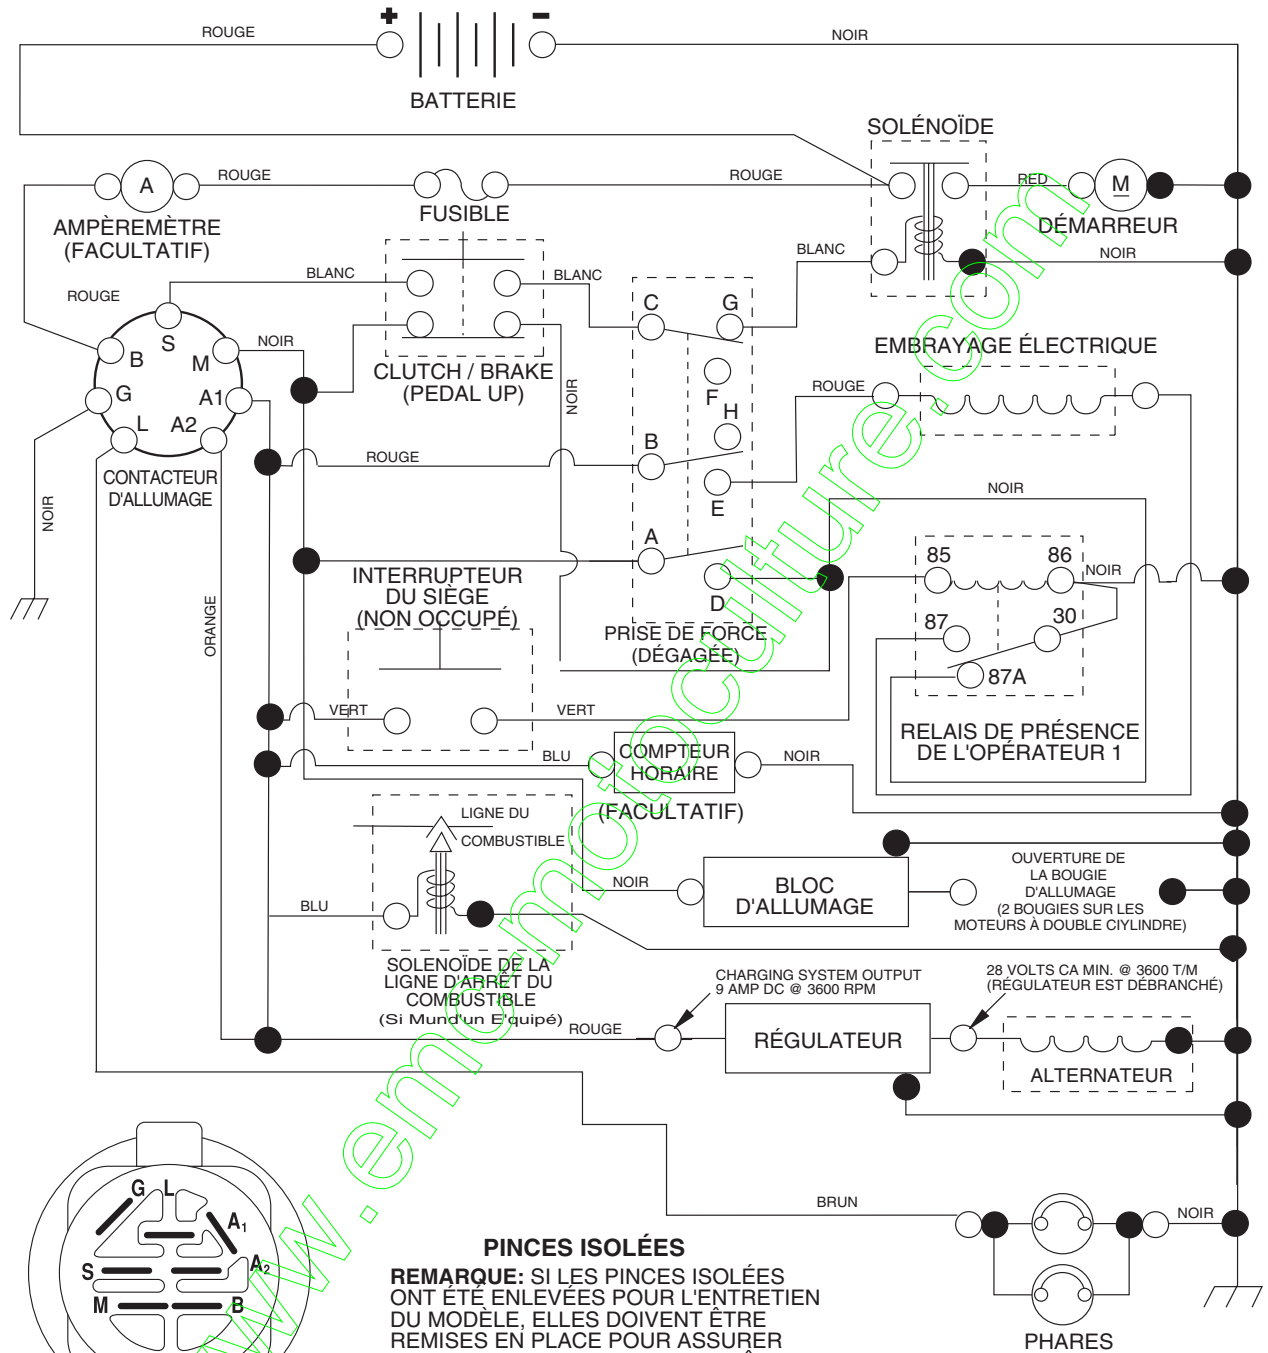 + −
ROUGE
NOIR
BATTERIE
SOLÉNOÏDE
A
ROUGE
ROUGE
RED
M
FUSIBLE
AMPÈREMÈTRE
(FACULTATIF)
DÉMARREUR
BLANC
BLANC
BLANC
NOIR
ROUGE
S
B
M
G
A1
L
A2
NOIR
CLUTCH / BRAKE
(PEDAL UP)
NOIR
C
G
F
H
B
E
A
D
EMBRAYAGE ÉLECTRIQUE
ROUGE
ROUGE
CONTACTEUR
D'ALLUMAGE
NOIR
NOIR
ORANGE
INTERRUPTEUR
DU SIÈGE
(NON OCCUPÉ)
PRISE DE FORCE
(DÉGAGÉE)
85
86
NOIR
87
30
87A
VERT
VERT
RELAIS DE PRÉSENCE
DE L'OPÉRATEUR 1
BLU
COMPTEUR
HORAIRE
NOIR
(FACULTATIF)
LIGNE DU
COMBUSTIBLE
BLU
NOIR
BLOC
D'ALLUMAGE
OUVERTURE DE
LA BOUGIE
D'ALLUMAGE
(2 BOUGIES SUR LES
MOTEURS À DOUBLE CIYLINDRE)
SOLENOÏDE DE LA
LIGNE D'ARRÊT DU
COMBUSTIBLE
(Si Mund'un E'quipé)
CHARGING SYSTEM OUTPUT
9 AMP DC @ 3600 RPM
28 VOLTS CA MIN. @ 3600 T/M
(RÉGULATEUR EST DÉBRANCHÉ)
ROUGE
RÉGULATEUR
ALTERNATEUR
BRUN
NOIR
PHARES
G L
A1
A2
S
M
B
PINCES ISOLÉES
REMARQUE: SI LES PINCES ISOLÉES
ONT ÉTÉ ENLEVÉES POUR L'ENTRETIEN
DU MODÈLE, ELLES DOIVENT ÊTRE
REMISES EN PLACE POUR ASSURER
w.emc-motoculture.com